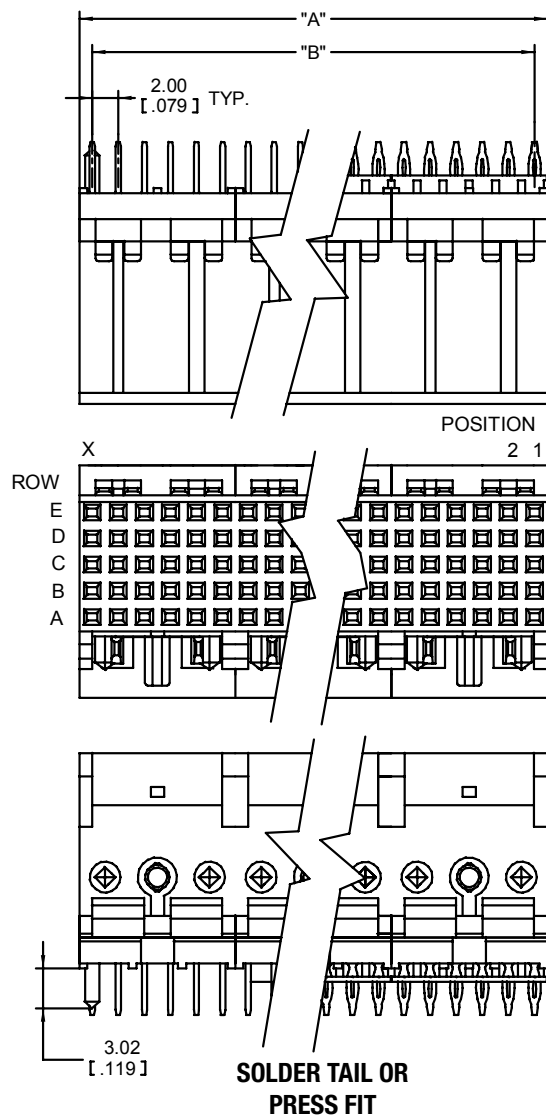 "A"
"B"
2.00
[.079] TYP.
POSITION
X 2 1
ROW
E
D
C
B
A
3.02
[.119]
SOLDER TAIL OR
PRESS FIT